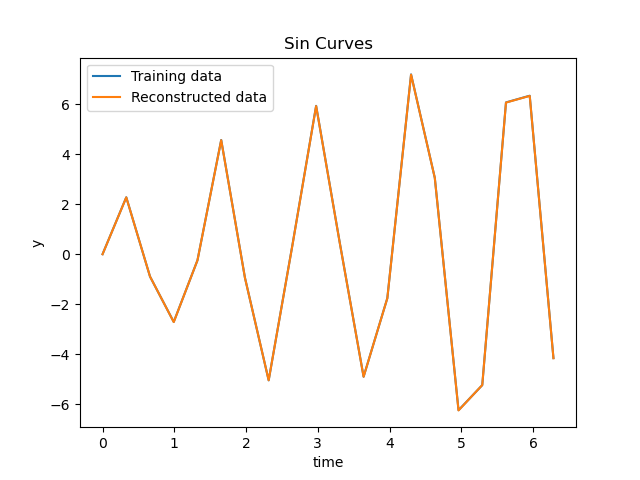 Sin Curves
Training data
Reconstructed data
y
6
4
2
0
−2
−4
−6
0 1 2 3 4 5 6
time